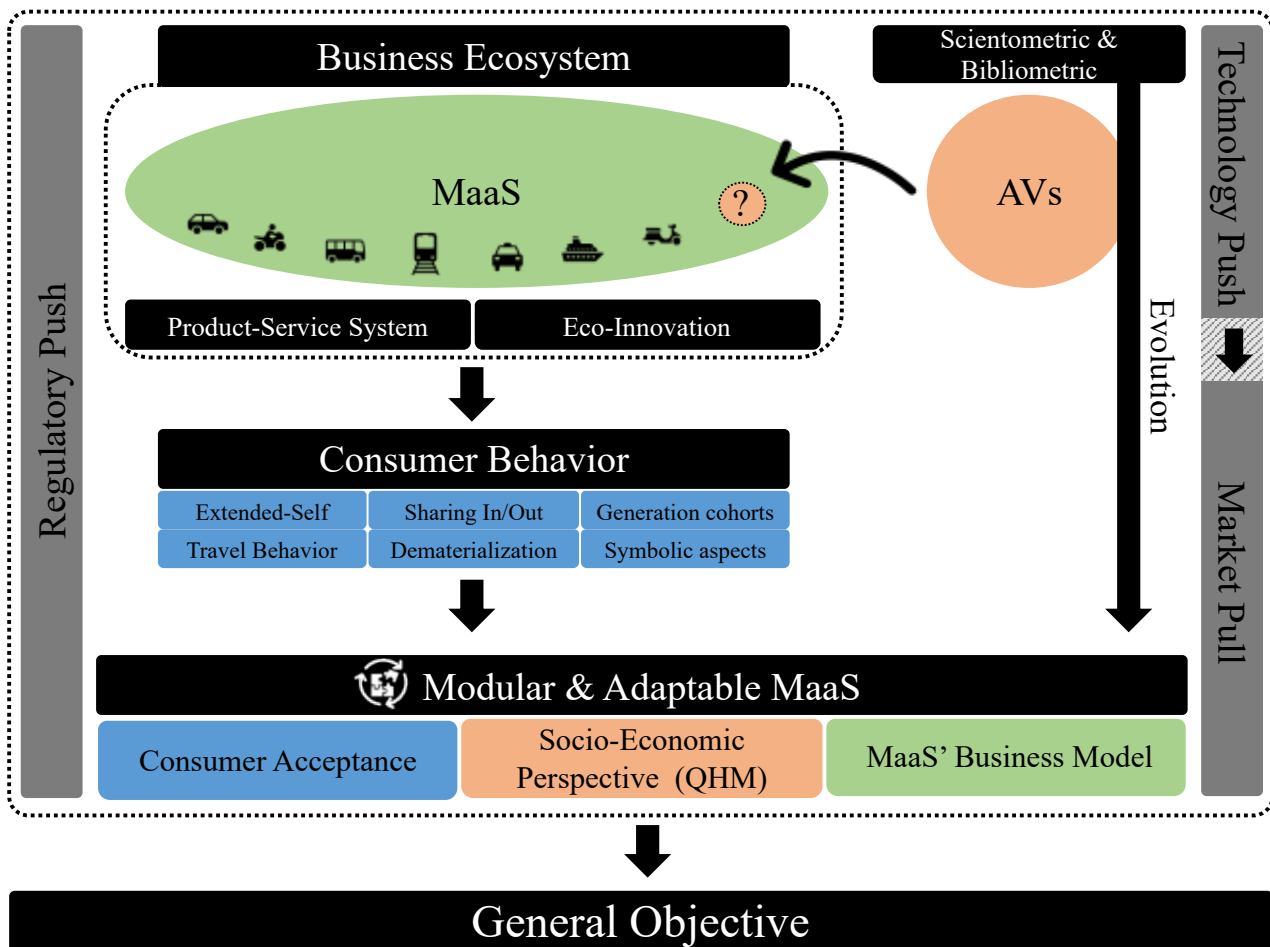 Business Ecosystem
Scientometric &
Bibliometric
Technology Push
Regulatory Push
MaaS
?
AVs
Product-Service System
Eco-Innovation
Evolution
Consumer Behavior
Extended-Self
Sharing In/Out
Generation cohorts
Travel Behavior
Dematerialization
Symbolic aspects
Market Pull
Modular & Adaptable MaaS
Consumer Acceptance
Socio-Economic
Perspective (QHM)
MaaS’ Business Model
General Objective